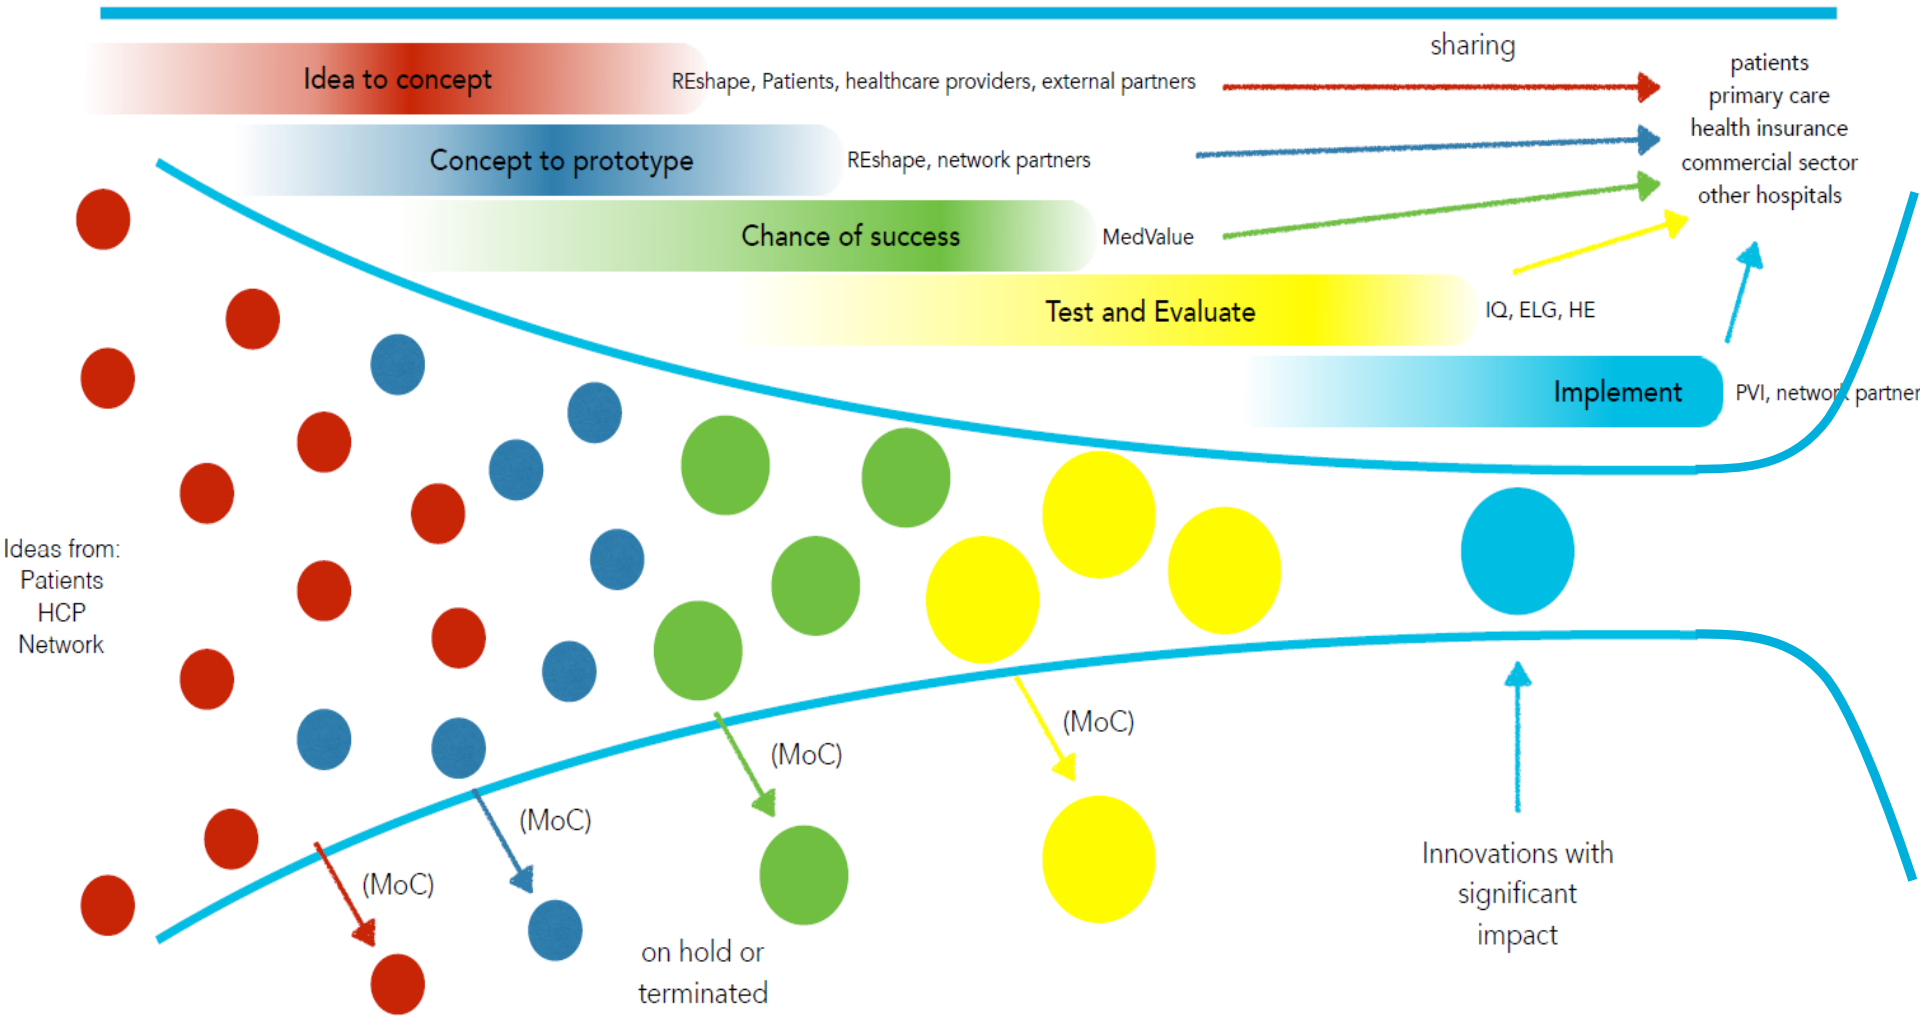 sharing
Idea to concept
REshape, Patients, healthcare providers, external partners
patients
primary care
health insurance
commercial sector
other hospitals
Concept to prototype
REshape, network partners
Chance of success
MedValue
Test and Evaluate
IQ, ELG, HE
Implement
PVI, network partner
Ideas from:
Patients
HCP
Network
(MoC)
(MoC)
(MoC)
(MoC)
on hold or
terminated
Innovations with
significant
impact